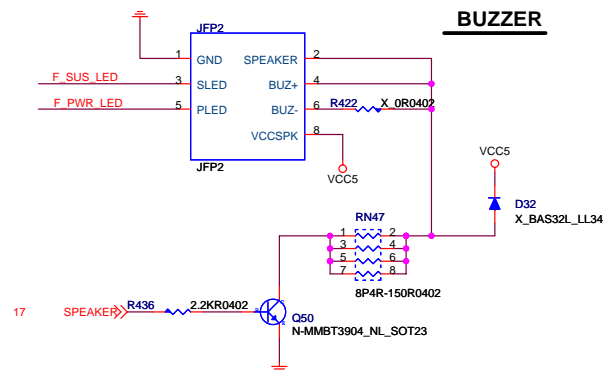 BUZZER
JFP2
1 GND SPEAKER 2
F_SUS_LED 3 SLED BUZ+ 4
F_PWR_LED 5 PLED BUZ- 6 R422 X_0R0402
VCCSPK 8
JFP2
VCC5
VCC5
D32
X_BAS32L_LL34
RN47
1 2
3 4
5 6
7 8
8P4R-150R0402
17 SPEAKER R436 2.2KR0402
Q50
N-MMBT3904_NL_SOT23